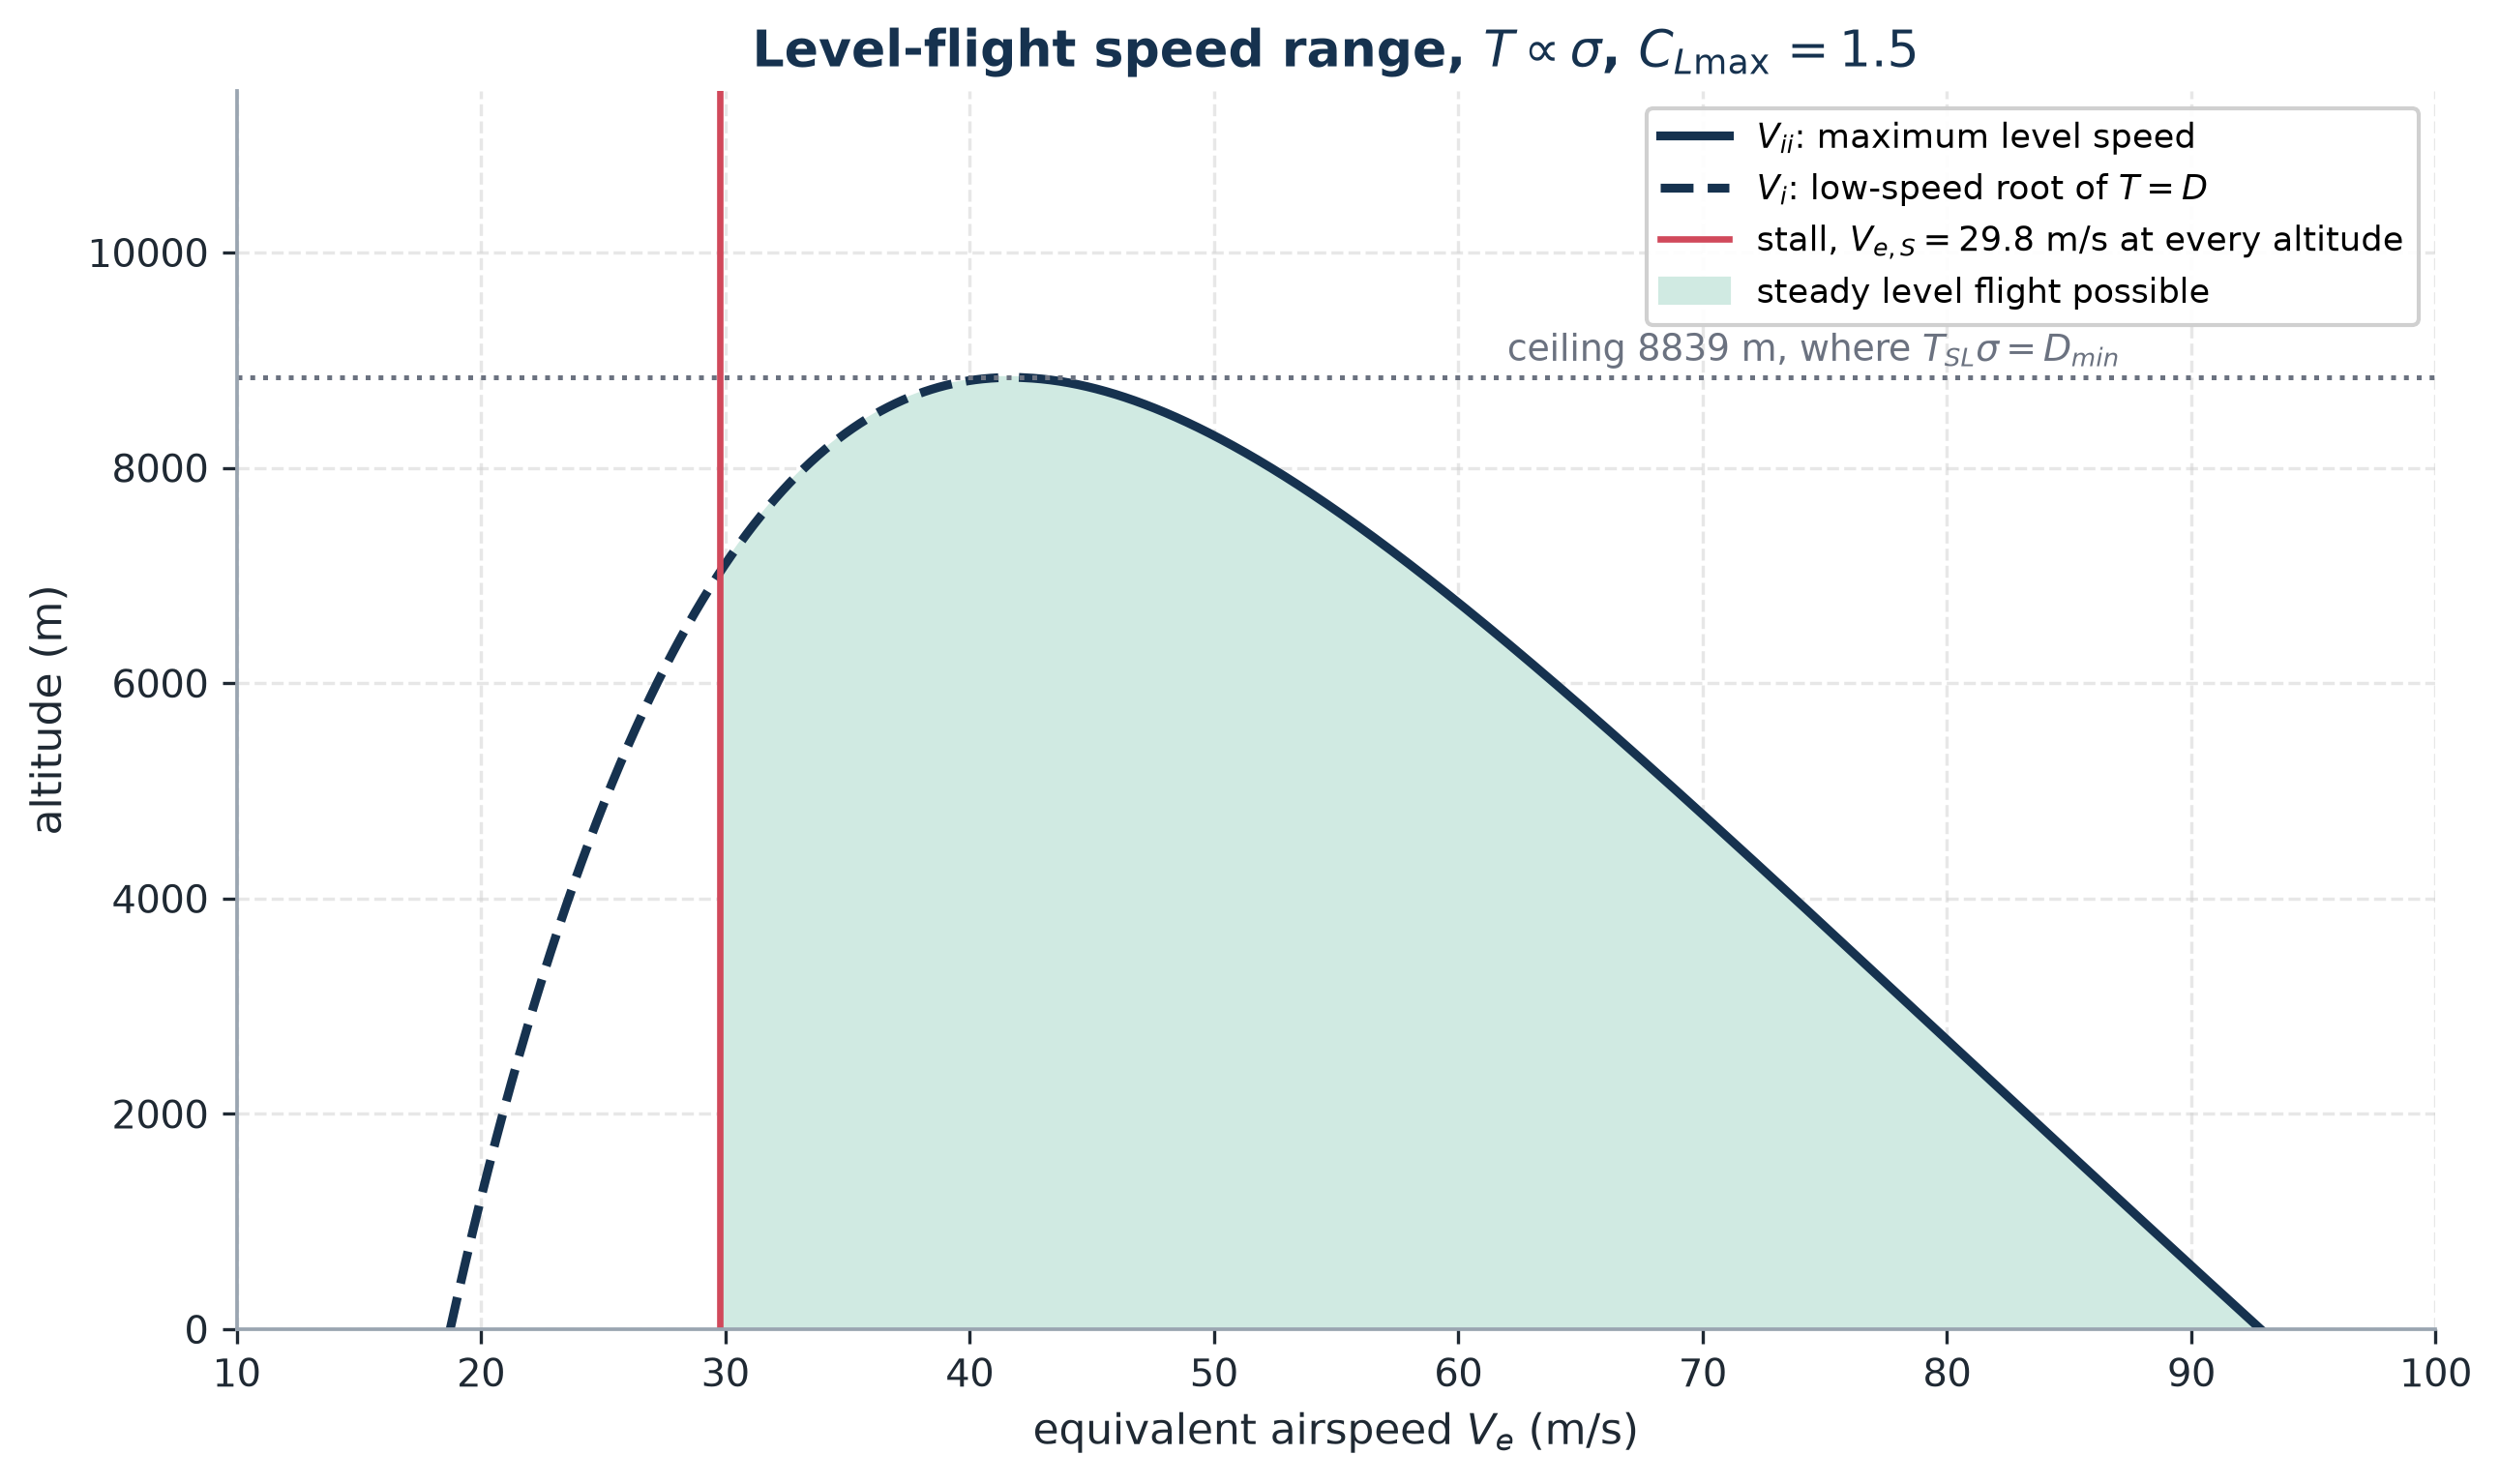 Level-flight speed range, T ∝ σ, C_Lmax = 1.5
V_ii: maximum level speed
V_i: low-speed root of T = D
stall, V_e,S = 29.8 m/s at every altitude
steady level flight possible
ceiling 8839 m, where T_SL σ = D_min
altitude (m)
10000
8000
6000
4000
2000
0
10 20 30 40 50 60 70 80 90 100
equivalent airspeed V_e (m/s)